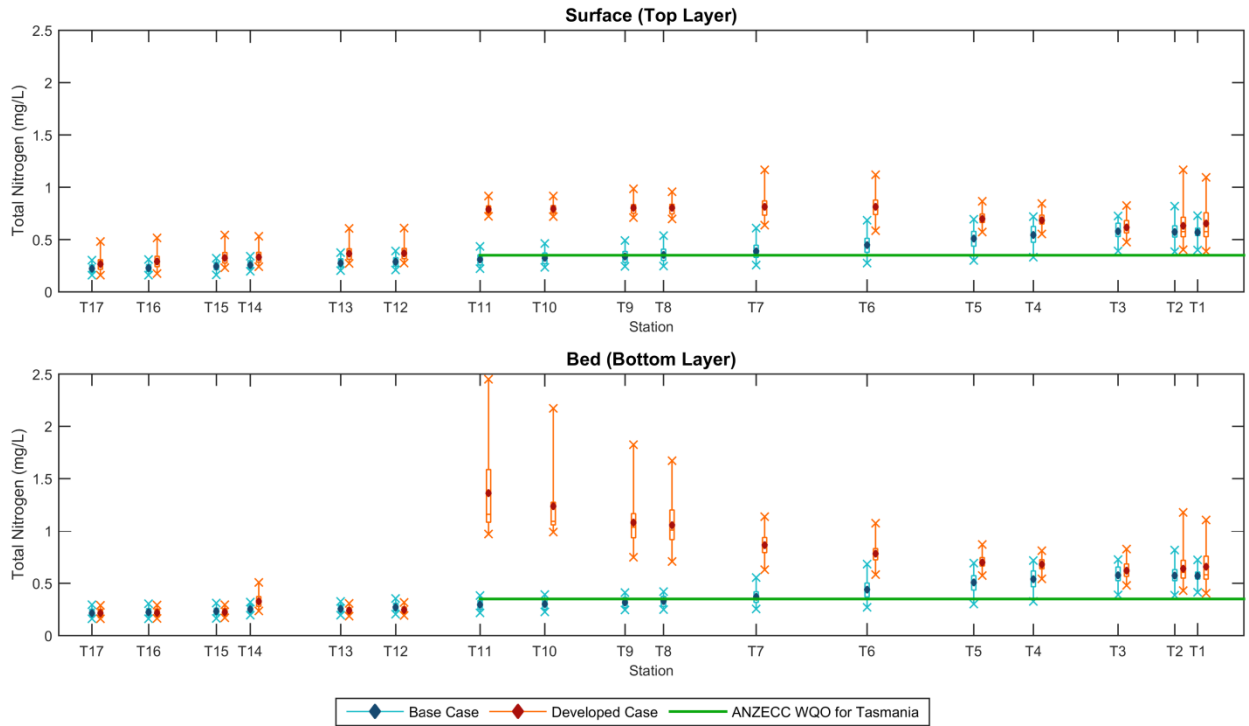 Surface (Top Layer)
Total Nitrogen (mg/L)
2.5
2
1.5
1
0.5
0
T17 T16 T15 T14 T13 T12 T11 T10 T9 T8 T7 T6 T5 T4 T3 T2 T1
Station
Bed (Bottom Layer)
Total Nitrogen (mg/L)
2.5
2
1.5
1
0.5
0
T17 T16 T15 T14 T13 T12 T11 T10 T9 T8 T7 T6 T5 T4 T3 T2 T1
Station
Base Case Developed Case ANZECC WQO for Tasmania